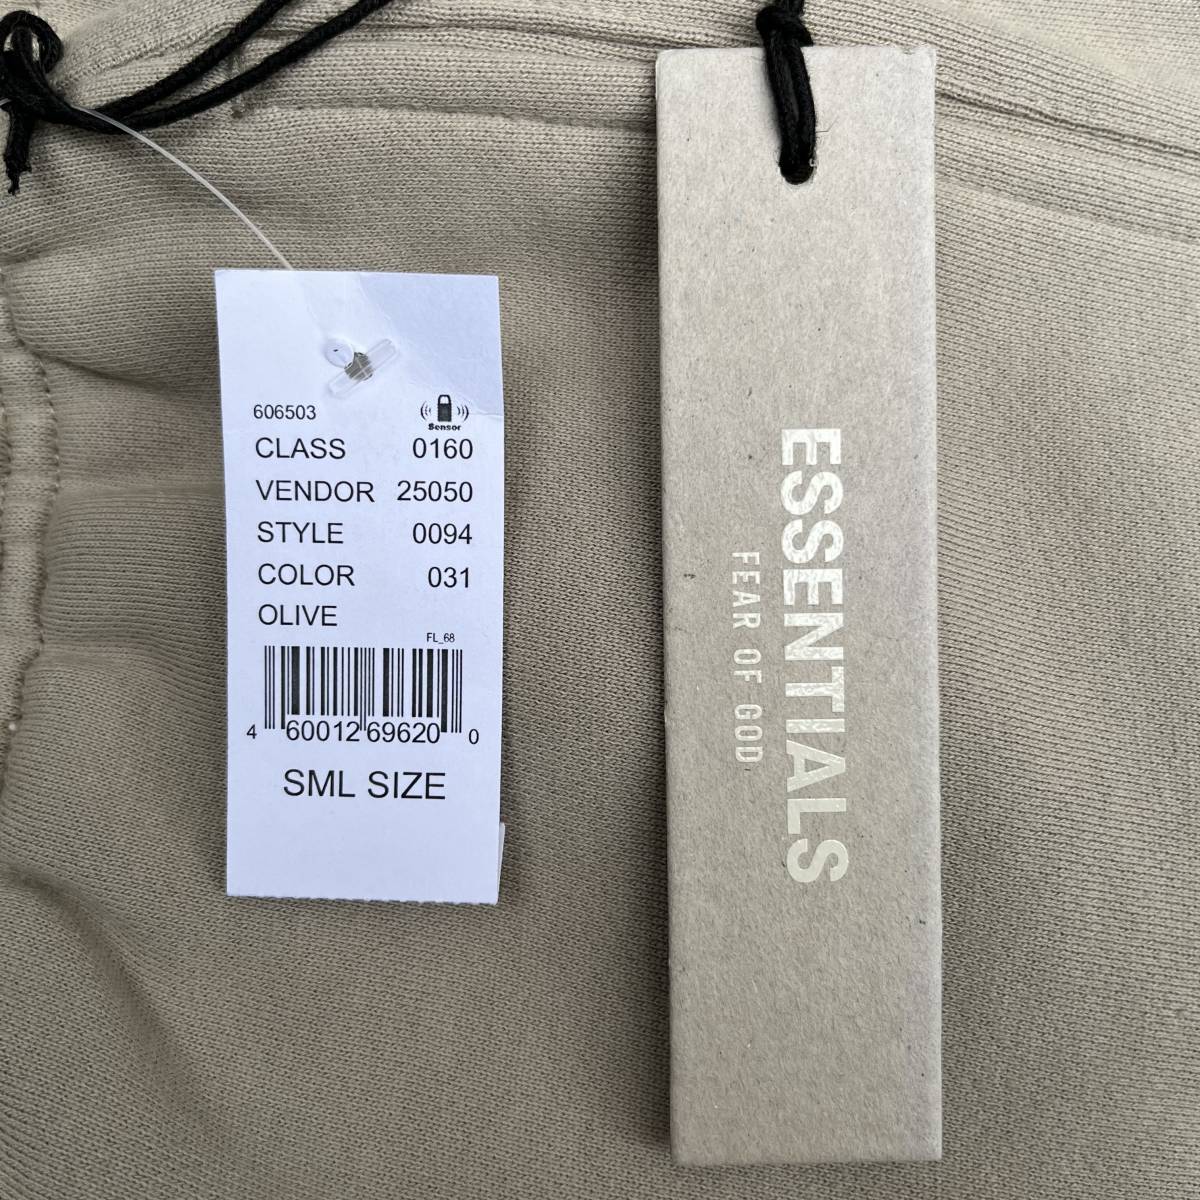 606503
Sensor
CLASS 0160
VENDOR 25050
STYLE 0094
COLOR 031
OLIVE
FL_68
4 60012 69620 0
SML SIZE
ESSENTIALS
FEAR OF GOD